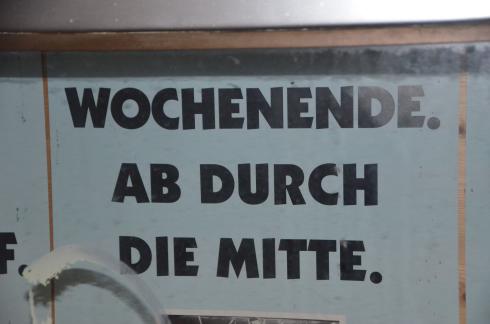 WOCHENENDE.
AB DURCH
DIE MITTE.
F.